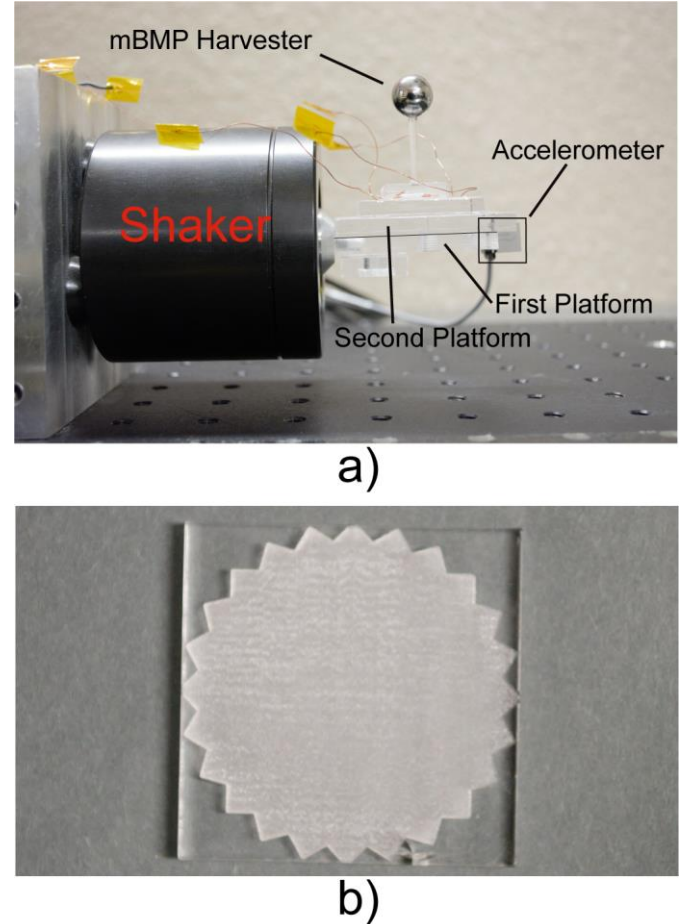 mBMP Harvester
Accelerometer
Shaker
First Platform
Second Platform
a)
b)